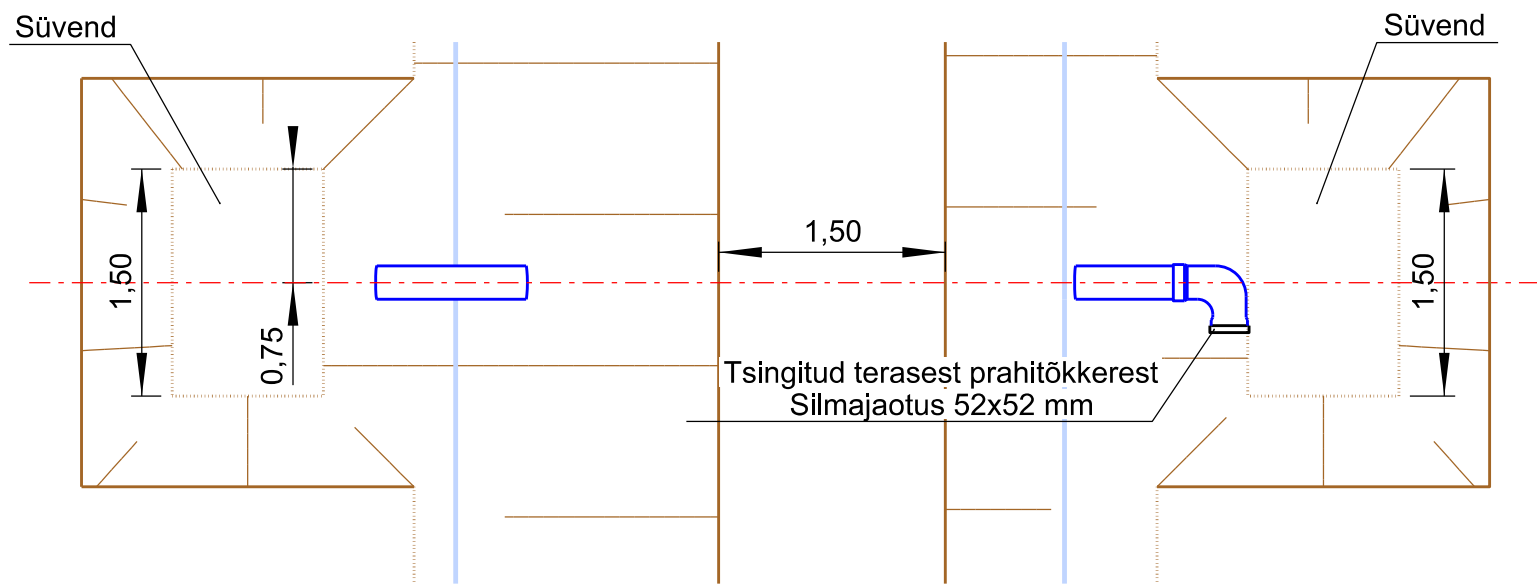 Süvend
Süvend
1,50
1,50
0,75
1,50
Tsingitud terasest prahitõkkerest
Silmajaotus 52x52 mm